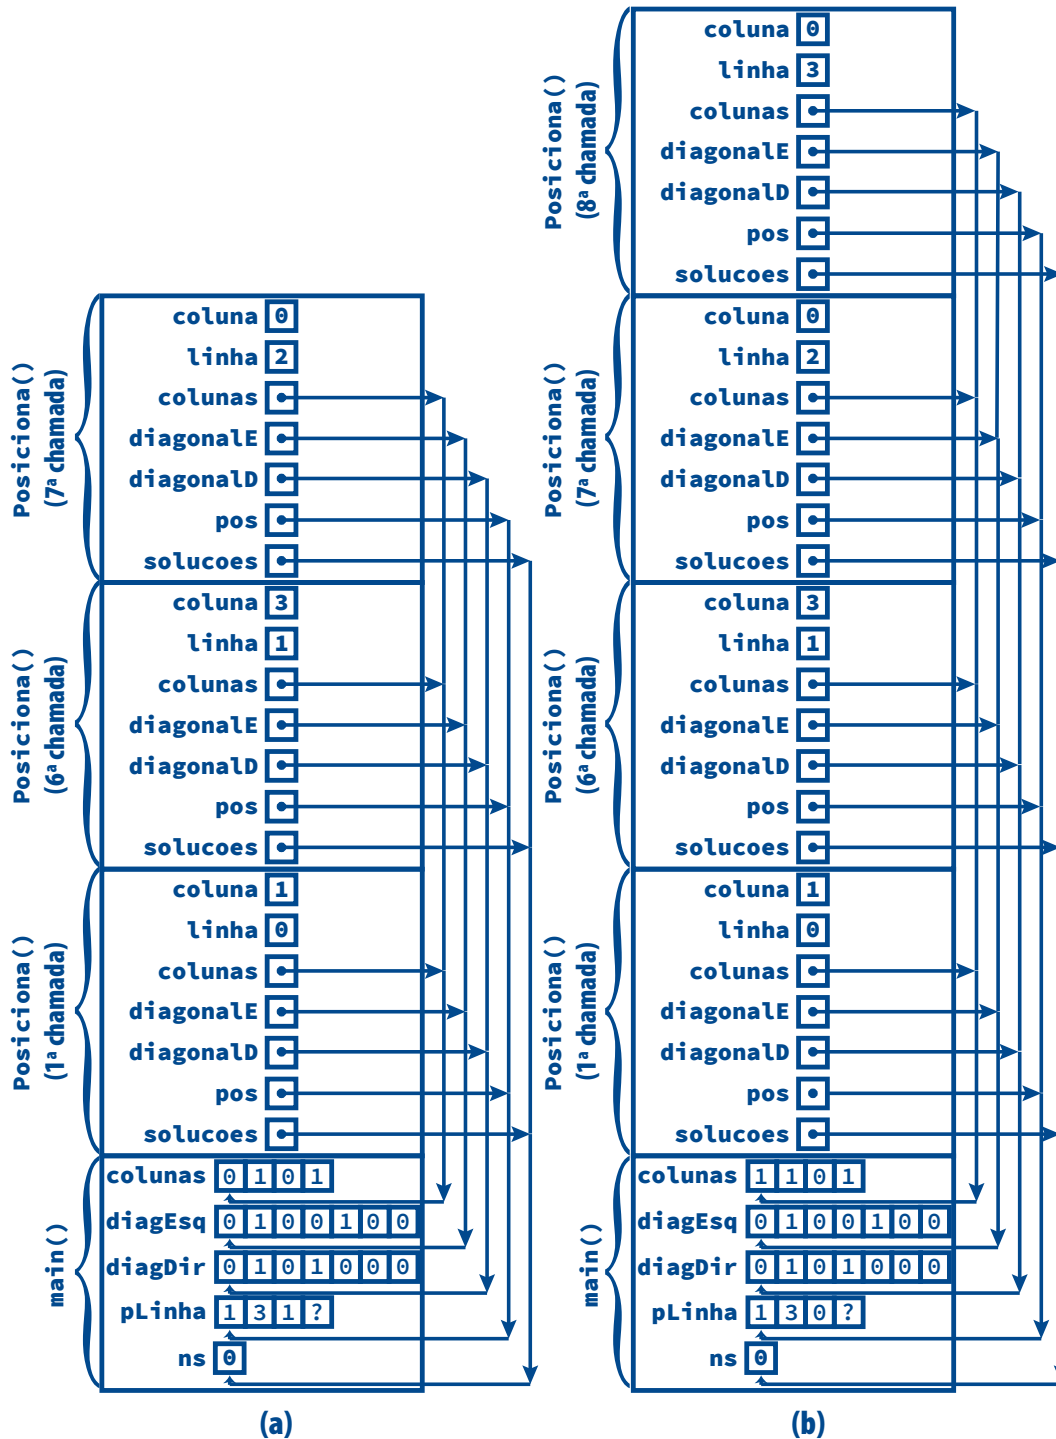 Posiciona()
(7ª chamada)
coluna 0
linha 2
colunas
diagonalE
diagonalD
pos
solucoes
Posiciona()
(6ª chamada)
coluna 3
linha 1
colunas
diagonalE
diagonalD
pos
solucoes
Posiciona()
(1ª chamada)
coluna 1
linha 0
colunas
diagonalE
diagonalD
pos
solucoes
main()
colunas 0 1 0 1
diagEsq 0 1 0 0 1 0 0
diagDir 0 1 0 1 0 0 0
pLinha 1 3 1 ?
ns 0
(a)
Posiciona()
(8ª chamada)
coluna 0
linha 3
colunas
diagonalE
diagonalD
pos
solucoes
Posiciona()
(7ª chamada)
coluna 0
linha 2
colunas
diagonalE
diagonalD
pos
solucoes
Posiciona()
(6ª chamada)
coluna 3
linha 1
colunas
diagonalE
diagonalD
pos
solucoes
Posiciona()
(1ª chamada)
coluna 1
linha 0
colunas
diagonalE
diagonalD
pos
solucoes
main()
colunas 1 1 0 1
diagEsq 0 1 0 0 1 0 0
diagDir 0 1 0 1 0 0 0
pLinha 1 3 0 ?
ns 0
(b)